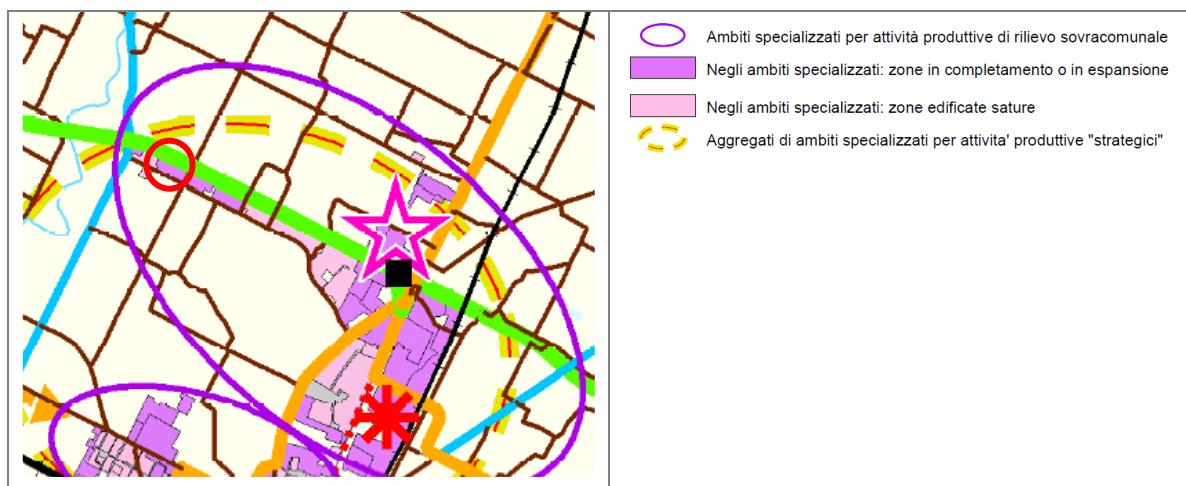 Ambiti specializzati per attività produttive di rilievo sovracomunale
Negli ambiti specializzati: zone in completamento o in espansione
Negli ambiti specializzati: zone edificate sature
Aggregati di ambiti specializzati per attivita' produttive "strategici"